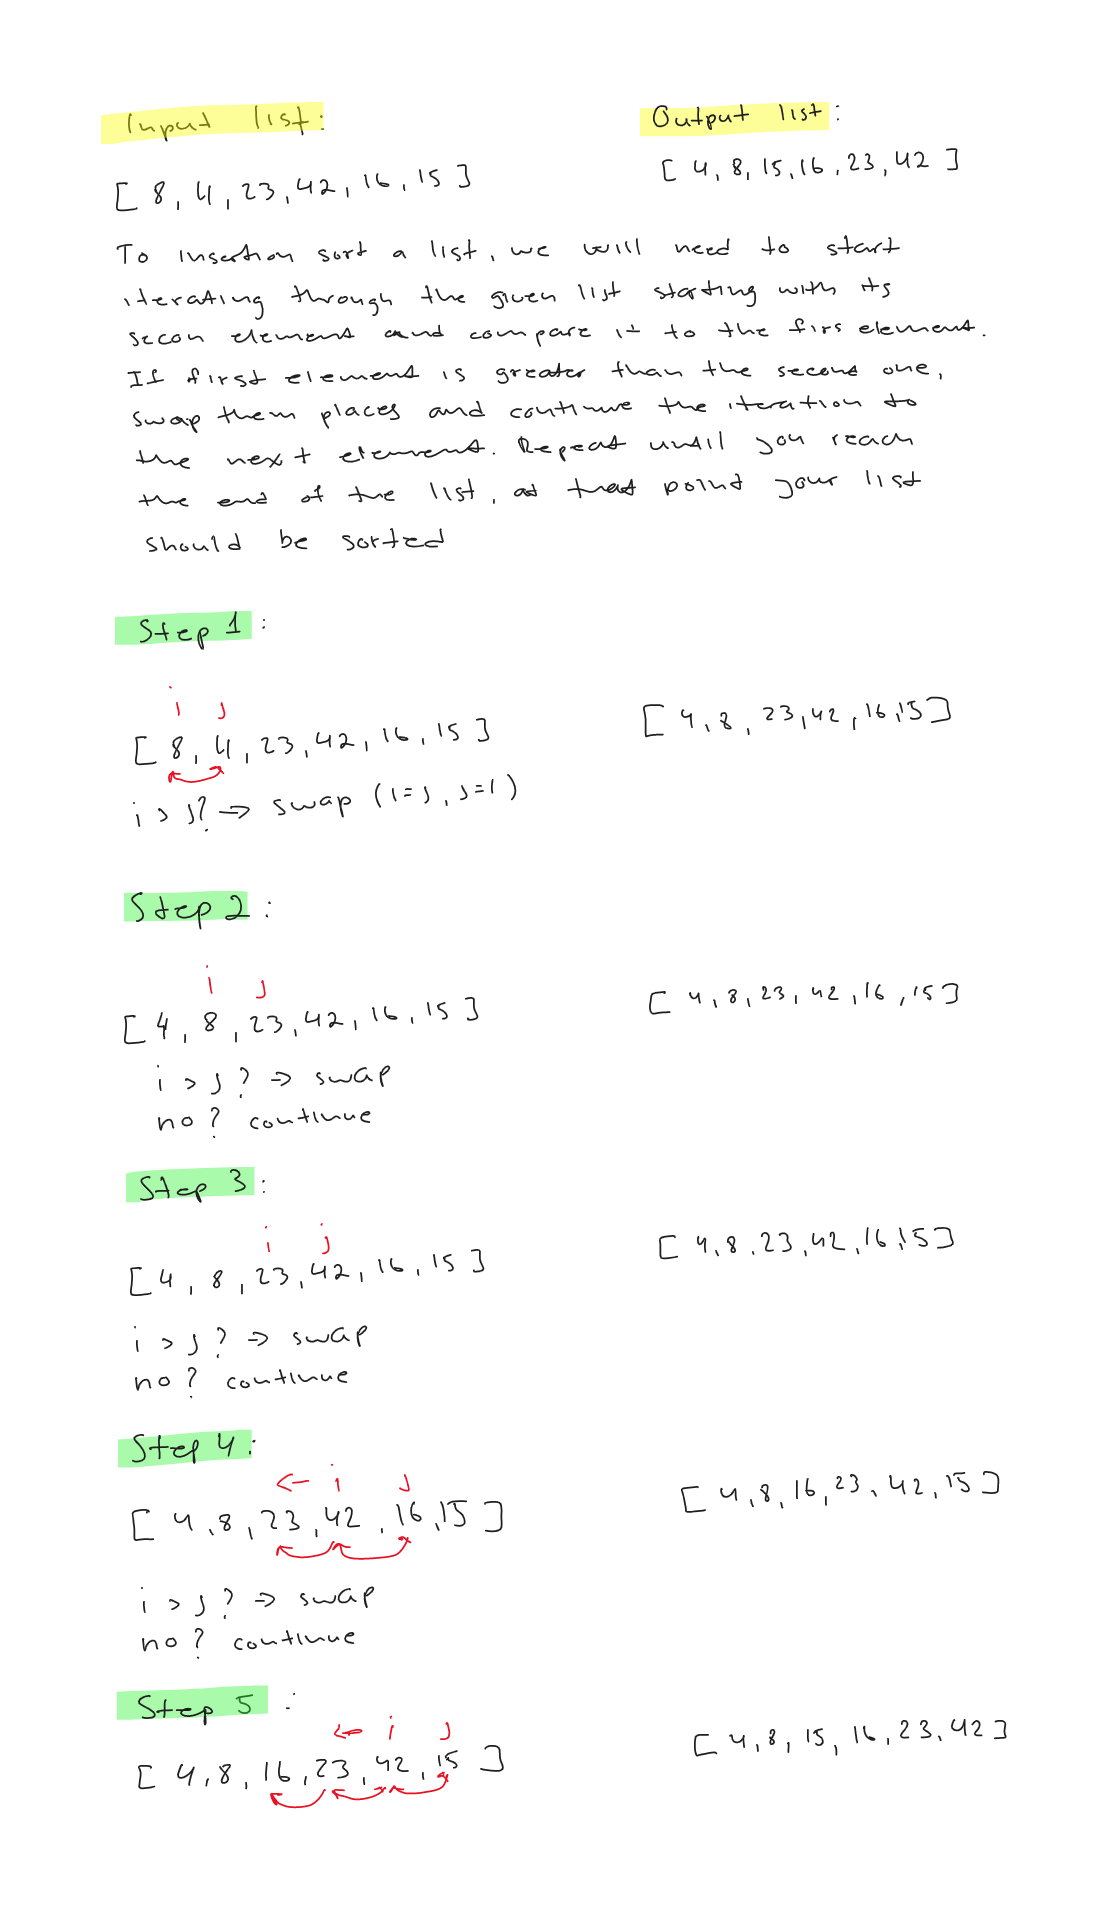 Input list:
Output list:
[ 8, 4, 23, 42, 16, 15 ]
[ 4, 8, 15, 16, 23, 42 ]
To insertion sort a list, we will need to start
iterating through the given list starting with its
secon element and compare it to the firs element.
If first element is greater than the second one,
swap them places and continue the iteration to
the next element. Repeat until you reach
the end of the list, at that point your list
should be sorted
Step 1:
i j
[ 8, 4, 23, 42, 16, 15 ]
[ 4, 8, 23, 42, 16, 15 ]
i > j? => swap (i=j, j=i)
Step 2:
i j
[ 4, 8, 23, 42, 16, 15 ]
[ 4, 8, 23, 42, 16, 15 ]
i > j? => swap
no? continue
Step 3:
i j
[ 4, 8, 23, 42, 16, 15 ]
[ 4, 8, 23, 42, 16, 15 ]
i > j? => swap
no? continue
Step 4:
← i j
[ 4, 8, 23, 42, 16, 15 ]
[ 4, 8, 16, 23, 42, 15 ]
i > j? => swap
no? continue
Step 5:
← i j
[ 4, 8, 16, 23, 42, 15 ]
[ 4, 8, 15, 16, 23, 42 ]